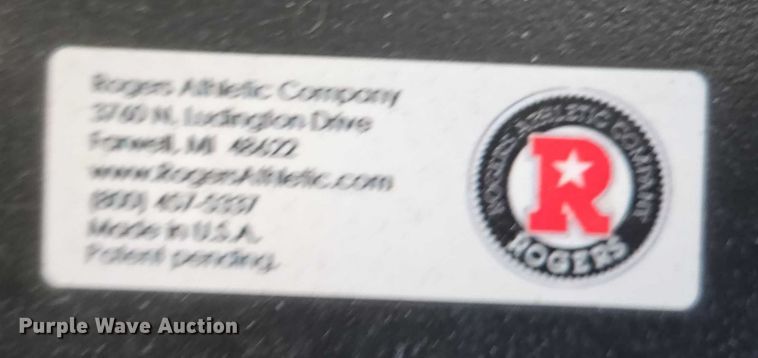 Rogers Athletic Company
3760 N. Ludington Drive
Farwell, MI 48622
www.RogersAthletic.com
(800) 457-5337
Made in U.S.A.
Patent pending.
ROGERS ATHLETIC COMPANY
R
ROGERS
Purple Wave Auction